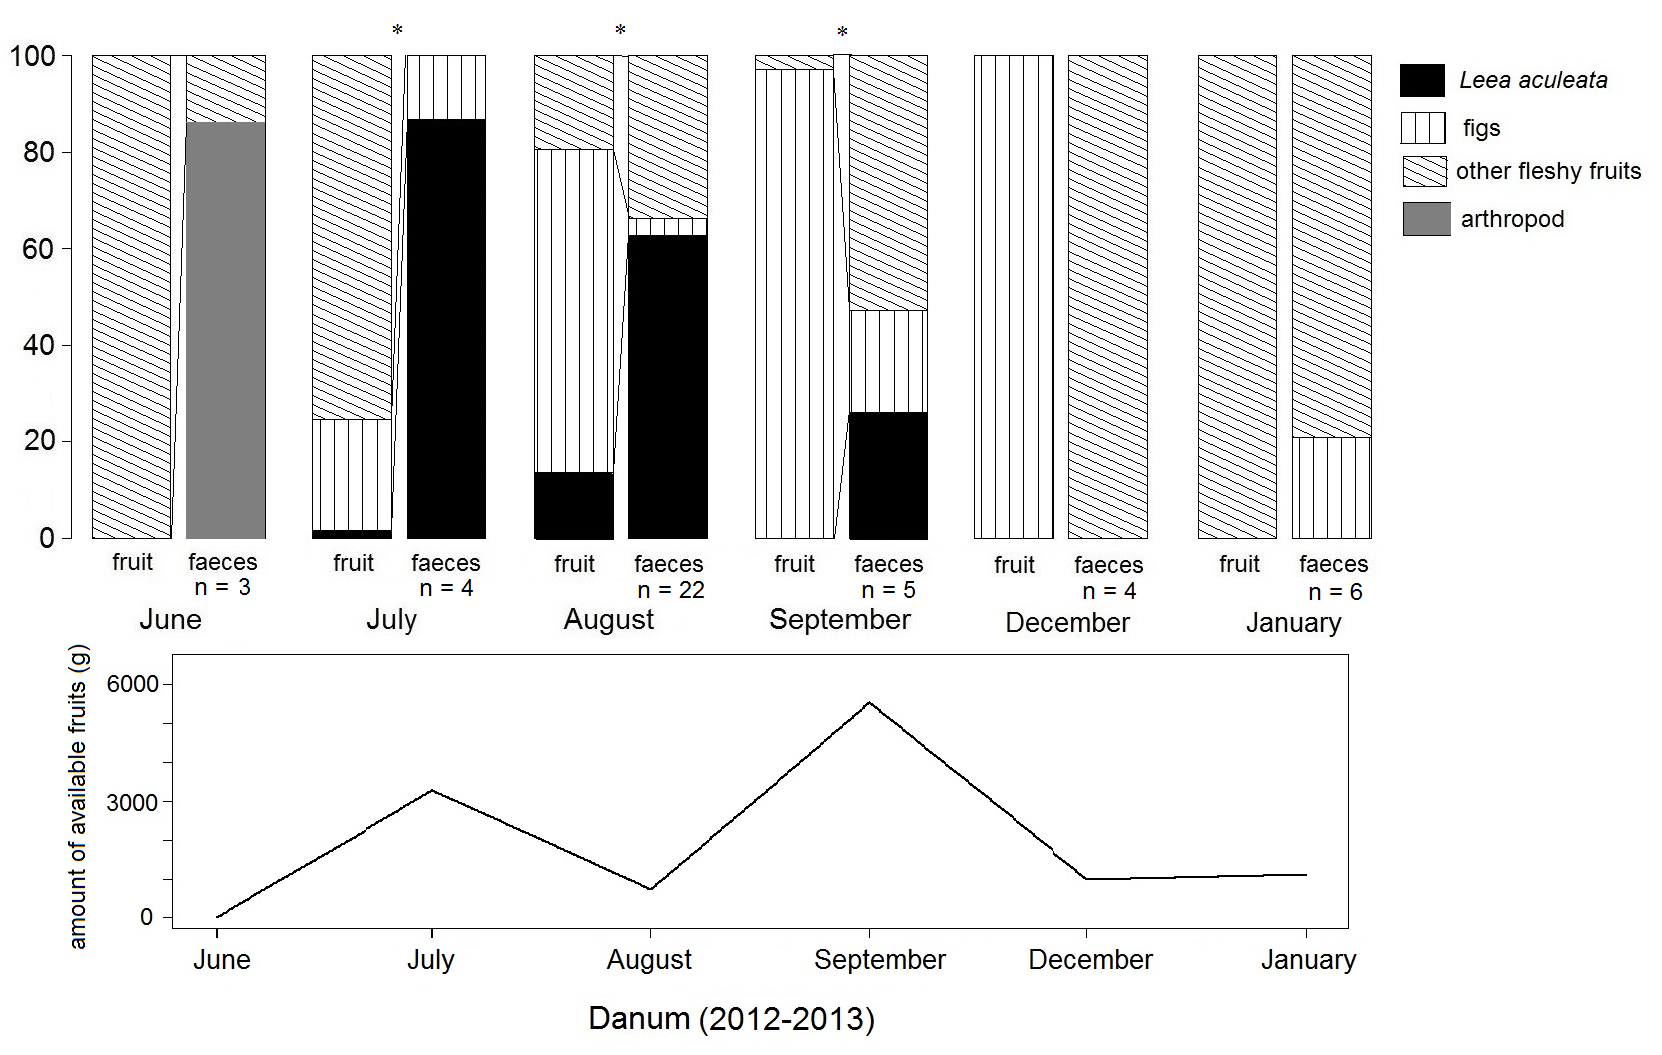 * * *
100
80
60
40
20
0
Leea aculeata
figs
other fleshy fruits
arthropod
fruit faeces fruit faeces fruit faeces fruit faeces fruit faeces fruit faeces
n = 3 n = 4 n = 22 n = 5 n = 4 n = 6
June July August September December January
amount of available fruits (g)
6000
3000
0
June July August September December January
Danum (2012-2013)